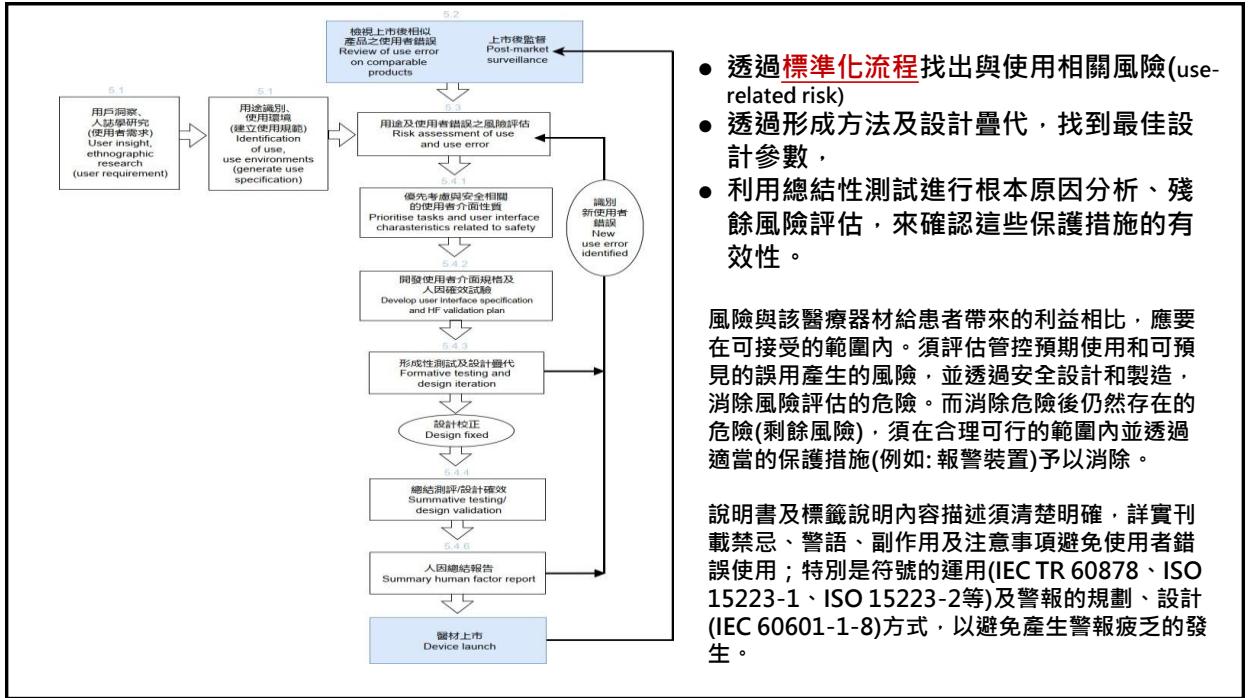 5.2
檢視上市後相似
產品之使用者錯誤
Review of use error
on comparable
products
上市後監督
Post-market
surveillance
5.1
用戶洞察、
人誌學研究
(使用者需求)
User insight,
ethnographic
research
(user requirement)
5.1
用途識別、
使用環境
(建立使用規範)
Identification
of use,
use environments
(generate use
specification)
5.3
用途及使用者錯誤之風險評估
Risk assessment of use
and use error
5.4.1
優先考慮與安全相關
的使用者介面性質
Prioritise tasks and user interface
charasteristics related to safety
識別
新使用者
錯誤
New
use error
identified
5.4.2
開發使用者介面規格及
人因確效試驗
Develop user interface specification
and HF validation plan
5.4.3
形成性測試及設計疊代
Formative testing and
design iteration
設計校正
Design fixed
5.4.4
總結測評/設計確效
Summative testing/
design validation
5.4.6
人因總結報告
Summary human factor report
醫材上市
Device launch
● 透過標準化流程找出與使用相關風險(use-
related risk)
● 透過形成方法及設計疊代，找到最佳設
計參數，
● 利用總結性測試進行根本原因分析、殘
餘風險評估，來確認這些保護措施的有
效性。
風險與該醫療器材給患者帶來的利益相比，應要
在可接受的範圍內。須評估管控預期使用和可預
見的誤用產生的風險，並透過安全設計和製造，
消除風險評估的危險。而消除危險後仍然存在的
危險(剩餘風險)，須在合理可行的範圍內並透過
適當的保護措施(例如: 報警裝置)予以消除。
說明書及標籤說明內容描述須清楚明確，詳實刊
載禁忌、警語、副作用及注意事項避免使用者錯
誤使用；特別是符號的運用(IEC TR 60878、ISO
15223-1、ISO 15223-2等)及警報的規劃、設計
(IEC 60601-1-8)方式，以避免產生警報疲乏的發
生。